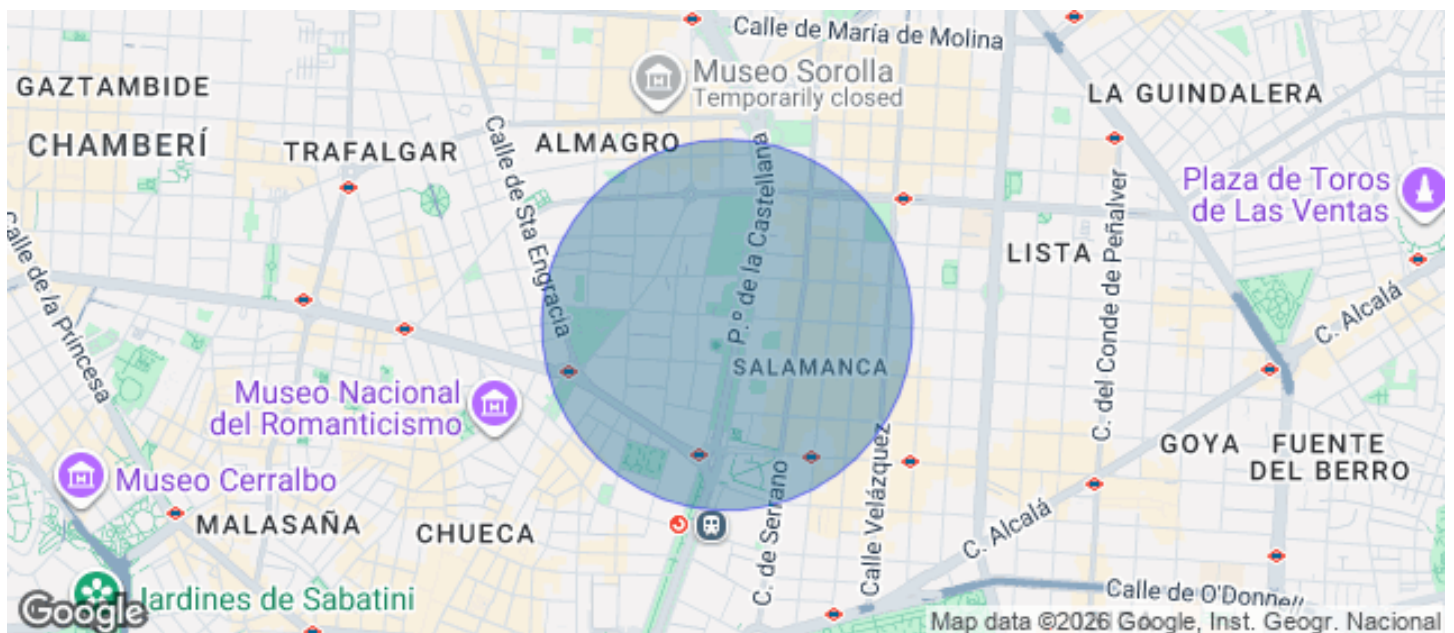 Calle de María de Molina
Museo Sorolla
Temporarily closed
GAZTAMBIDE
LA GUINDALERA
CHAMBERÍ
TRAFALGAR
ALMAGRO
Calle de Sta Engracia
P.º de la Castellana
Plaza de Toros
de Las Ventas
C. del Conde de Peñalver
LISTA
Calle de la Princesa
C. Alcalá
SALAMANCA
Museo Nacional
del Romanticismo
Calle Velázquez
GOYA
FUENTE
DEL BERRO
Museo Cerralbo
C. de Serrano
MALASAÑA
CHUECA
C. Alcalá
Jardines de Sabatini
Calle de O'Donnell
Google
Map data ©2026 Google, Inst. Geogr. Nacional